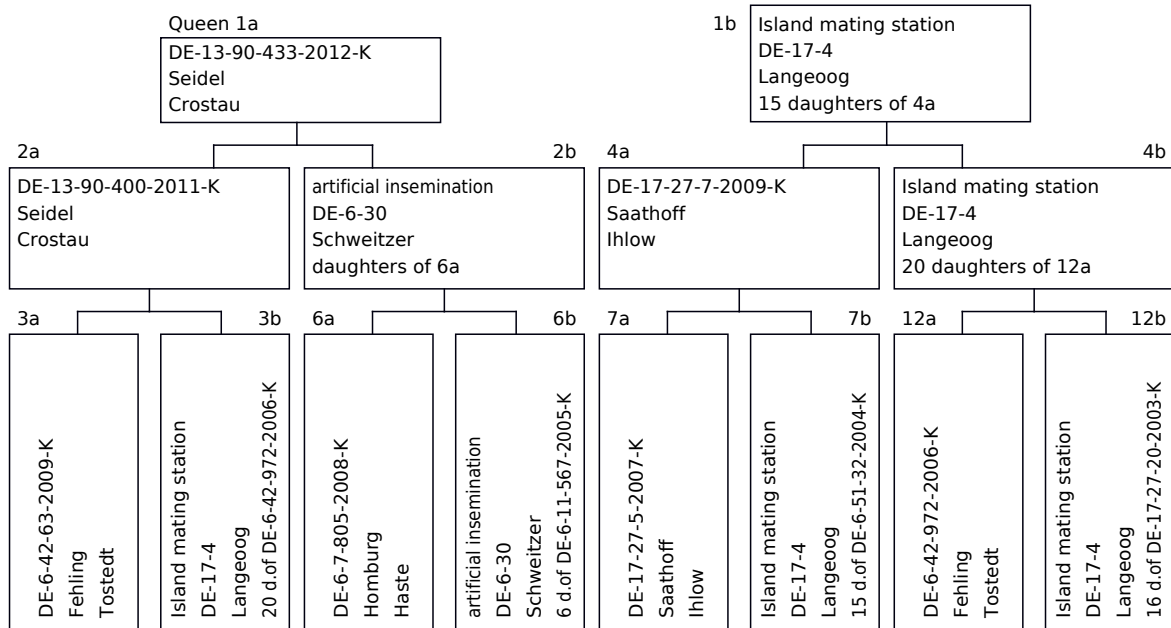 Queen 1a
DE-13-90-433-2012-K
Seidel
Crostau
1b
Island mating station
DE-17-4
Langeoog
15 daughters of 4a
2a
DE-13-90-400-2011-K
Seidel
Crostau
2b
artificial insemination
DE-6-30
Schweitzer
daughters of 6a
4a
DE-17-27-7-2009-K
Saathoff
Ihlow
4b
Island mating station
DE-17-4
Langeoog
20 daughters of 12a
3a
DE-6-42-63-2009-K
Fehling
Tostedt
3b
Island mating station
DE-17-4
Langeoog
20 d.of DE-6-42-972-2006-K
6a
DE-6-7-805-2008-K
Homburg
Haste
6b
artificial insemination
DE-6-30
Schweitzer
6 d.of DE-6-11-567-2005-K
7a
DE-17-27-5-2007-K
Saathoff
Ihlow
7b
Island mating station
DE-17-4
Langeoog
15 d.of DE-6-51-32-2004-K
12a
DE-6-42-972-2006-K
Fehling
Tostedt
12b
Island mating station
DE-17-4
Langeoog
16 d.of DE-17-27-20-2003-K